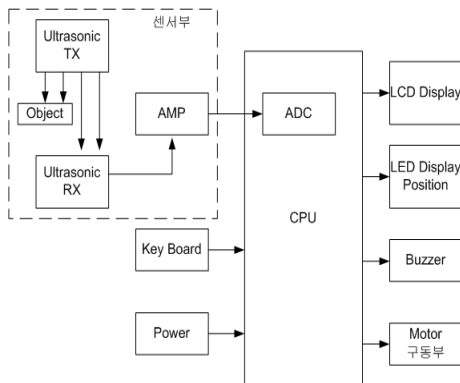 센서부
Ultrasonic
TX
Object
Ultrasonic
RX
AMP
ADC
CPU
Key Board
Power
LCD Display
LED Display
Position
Buzzer
Motor
구동부